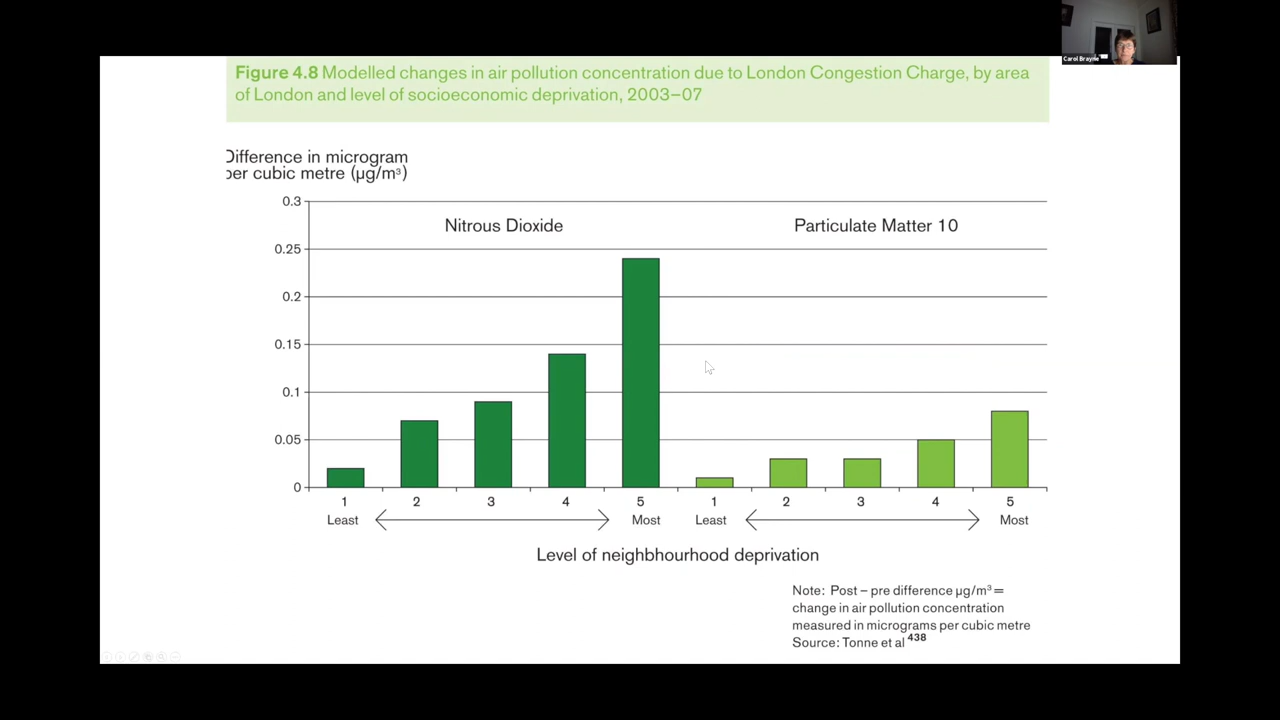 Carol Brayne
Figure 4.8 Modelled changes in air pollution concentration due to London Congestion Charge, by area
of London and level of socioeconomic deprivation, 2003–07
Difference in microgram
per cubic metre (µg/m³)
0.3
Nitrous Dioxide
Particulate Matter 10
0.25
0.2
0.15
0.1
0.05
0
1 2 3 4 5 1 2 3 4 5
Least Most Least Most
Level of neighbhourhood deprivation
Note: Post – pre difference µg/m³ =
change in air pollution concentration
measured in micrograms per cubic metre
Source: Tonne et al 438